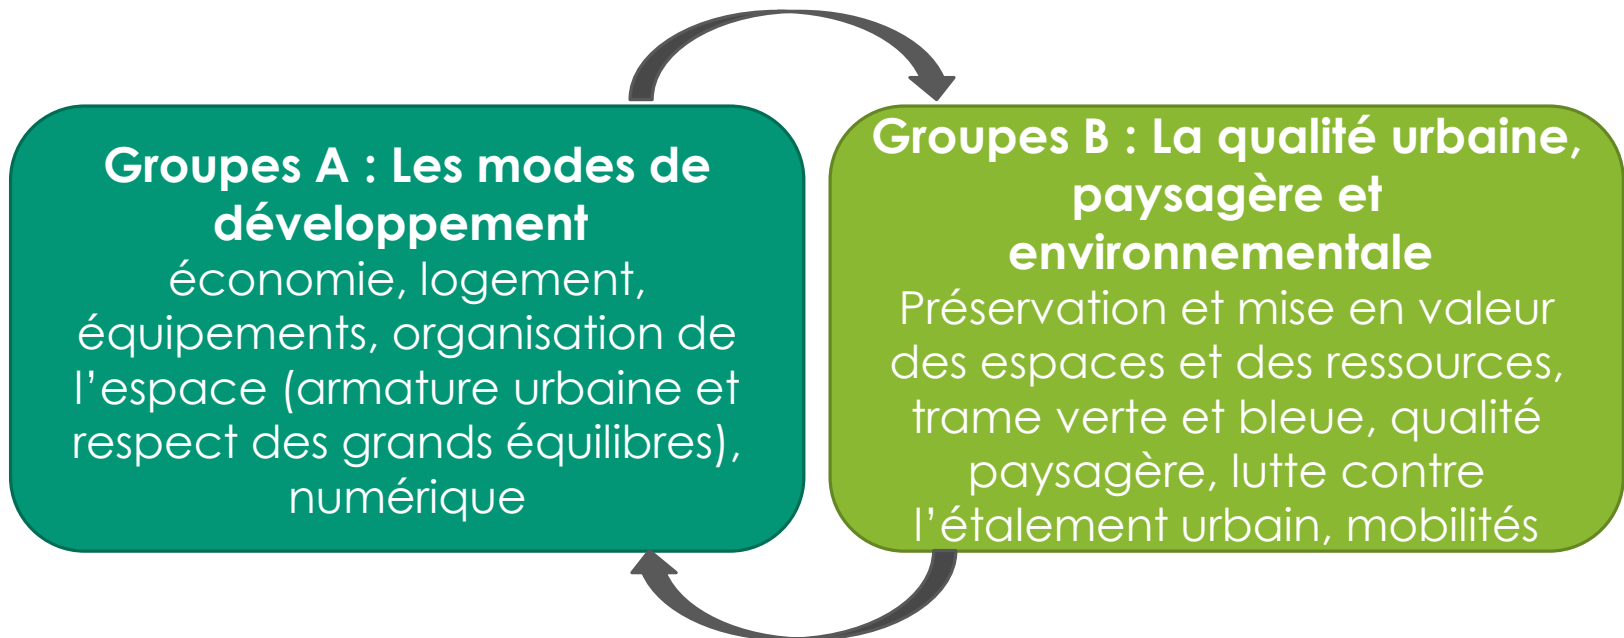 Groupes A : Les modes de
développement
économie, logement,
équipements, organisation de
l’espace (armature urbaine et
respect des grands équilibres),
numérique
Groupes B : La qualité urbaine,
paysagère et
environnementale
Préservation et mise en valeur
des espaces et des ressources,
trame verte et bleue, qualité
paysagère, lutte contre
l’étalement urbain, mobilités